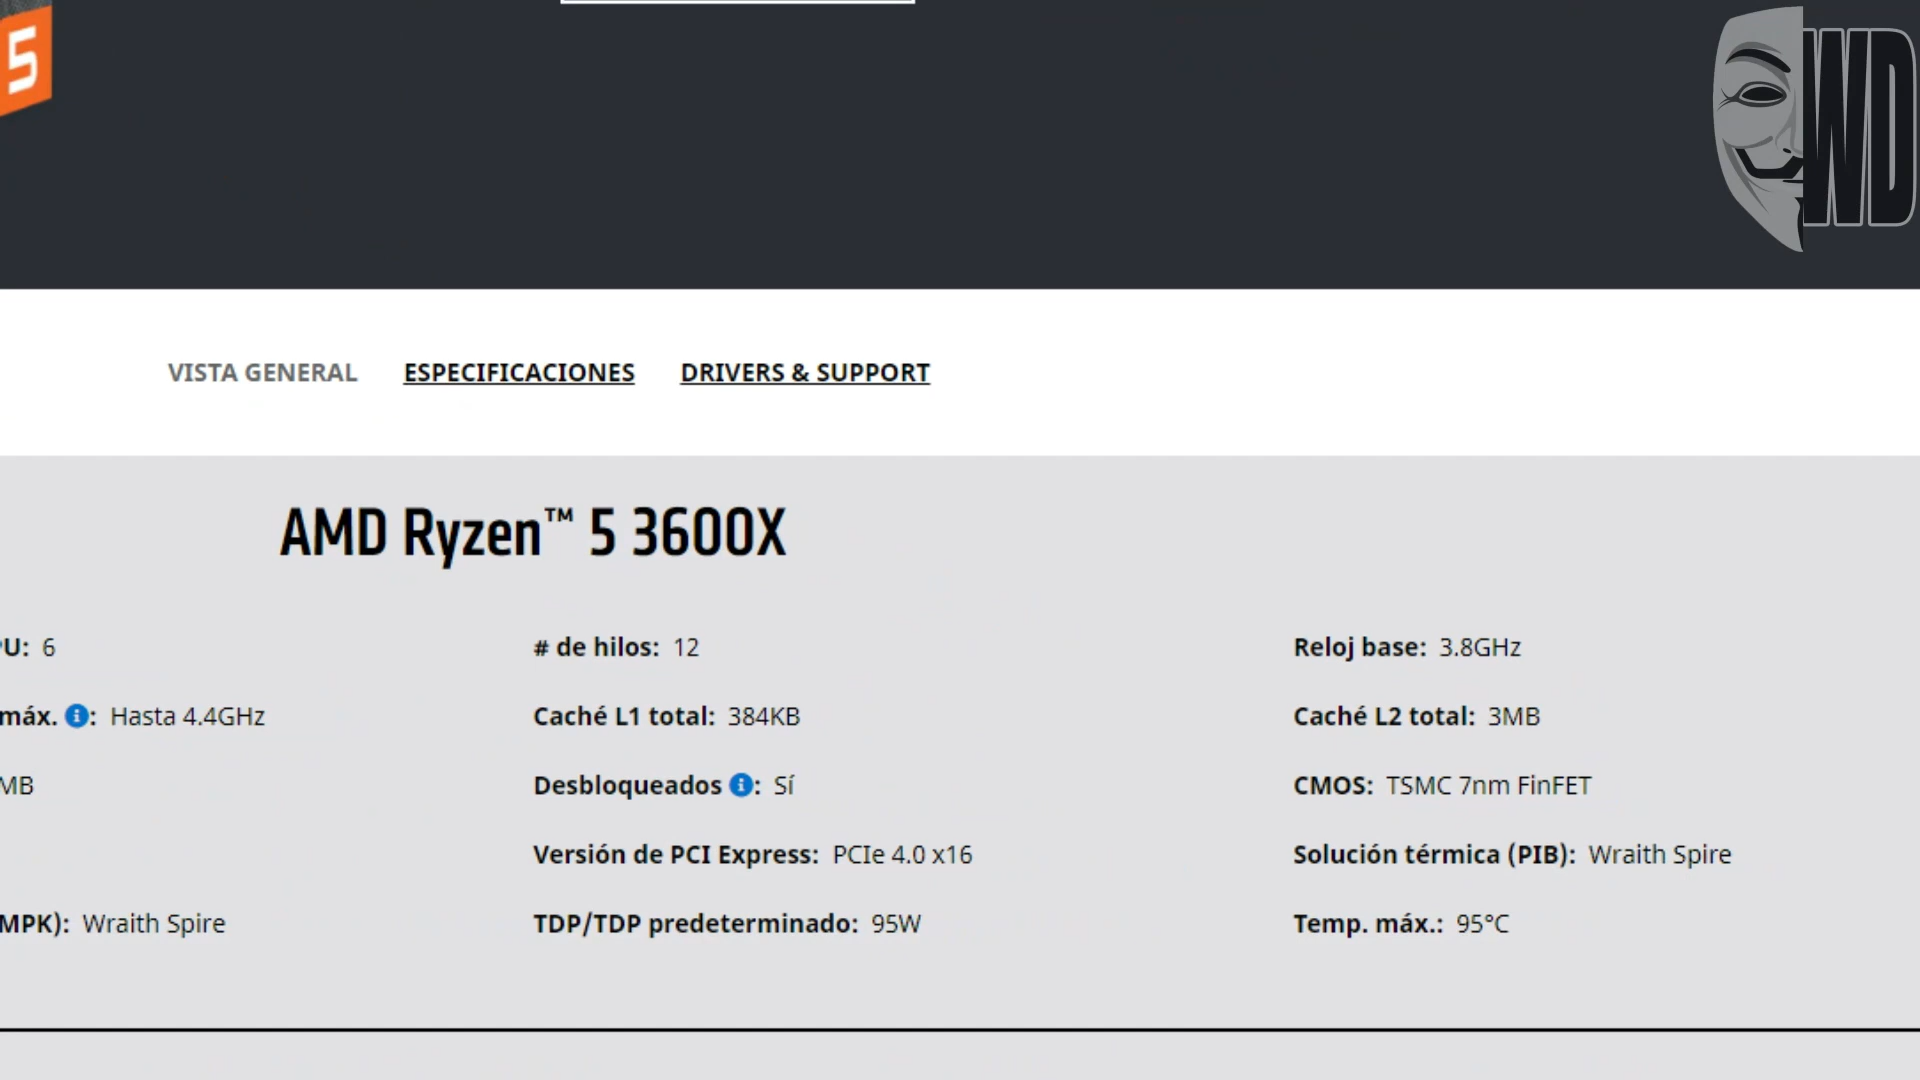 5
WD
VISTA GENERAL ESPECIFICACIONES DRIVERS & SUPPORT
AMD Ryzen™ 5 3600X
U: 6 # de hilos: 12 Reloj base: 3.8GHz
máx. : Hasta 4.4GHz Caché L1 total: 384KB Caché L2 total: 3MB
MB Desbloqueados : Sí CMOS: TSMC 7nm FinFET
Versión de PCI Express: PCIe 4.0 x16 Solución térmica (PIB): Wraith Spire
MPK): Wraith Spire TDP/TDP predeterminado: 95W Temp. máx.: 95°C